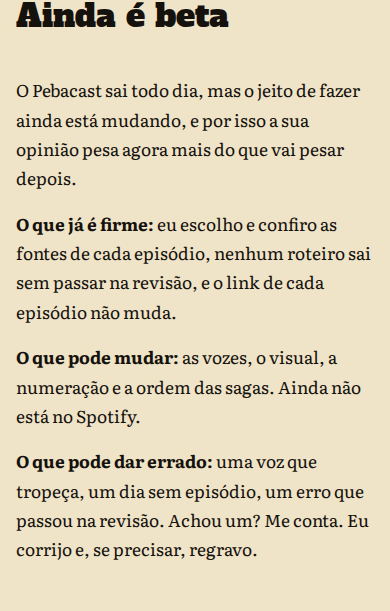 Ainda é beta
O Pebacast sai todo dia, mas o jeito de fazer
ainda está mudando, e por isso a sua
opinião pesa agora mais do que vai pesar
depois.
O que já é firme: eu escolho e confiro as
fontes de cada episódio, nenhum roteiro sai
sem passar na revisão, e o link de cada
episódio não muda.
O que pode mudar: as vozes, o visual, a
numeração e a ordem das sagas. Ainda não
está no Spotify.
O que pode dar errado: uma voz que
tropeça, um dia sem episódio, um erro que
passou na revisão. Achou um? Me conta. Eu
corrijo e, se precisar, regravo.